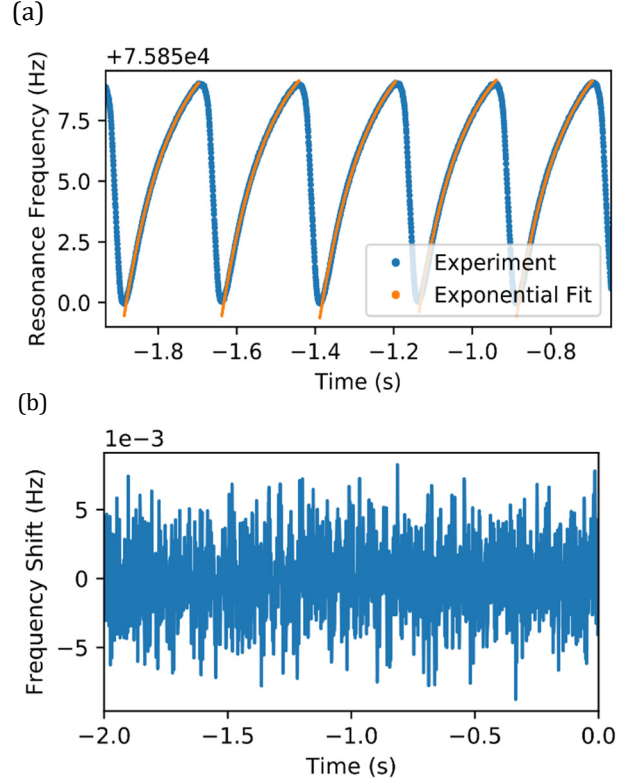 (a)
+7.585e4
Resonance Frequency (Hz)
7.5
5.0
2.5
0.0
Experiment
Exponential Fit
−1.8 −1.6 −1.4 −1.2 −1.0 −0.8
Time (s)
(b)
1e−3
Frequency Shift (Hz)
5
0
−5
−2.0 −1.5 −1.0 −0.5 0.0
Time (s)